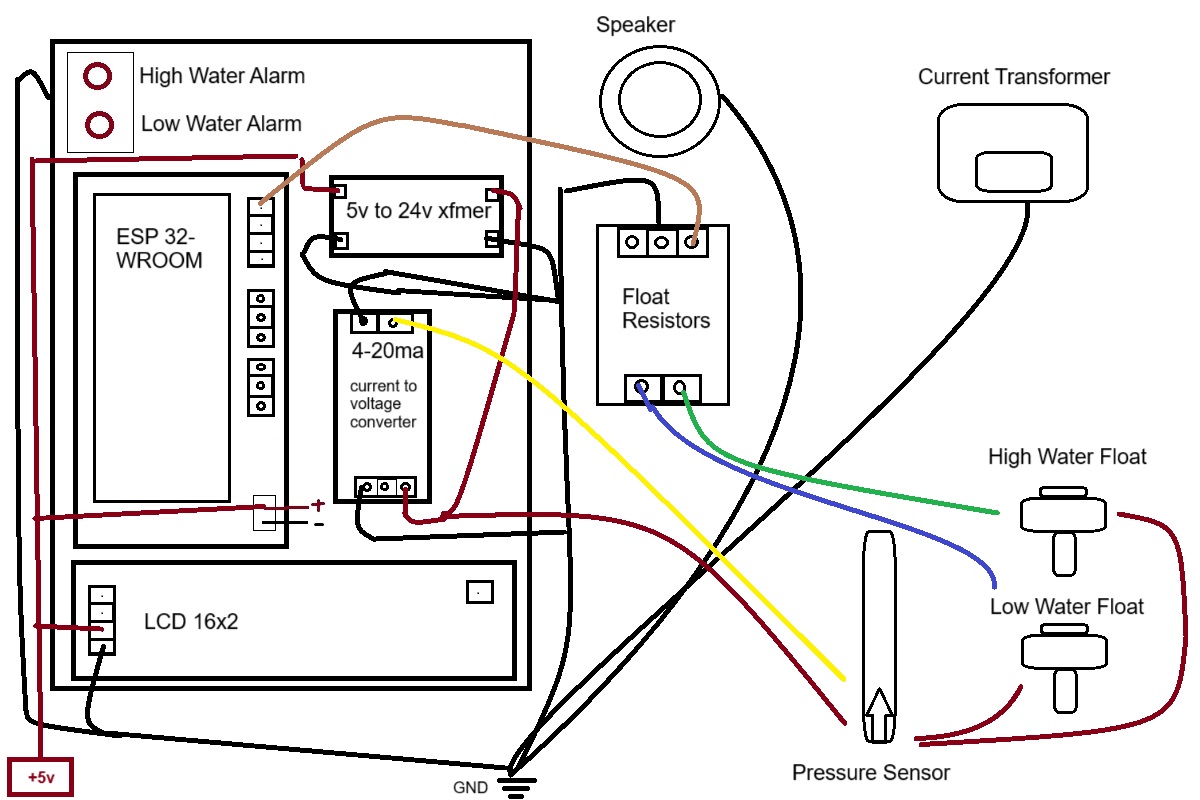 Speaker
High Water Alarm
Current Transformer
Low Water Alarm
5v to 24v xfmer
ESP 32-
WROOM
Float
Resistors
4-20ma
current to
voltage
converter
High Water Float
+
-
Low Water Float
LCD 16x2
+5v
GND
Pressure Sensor